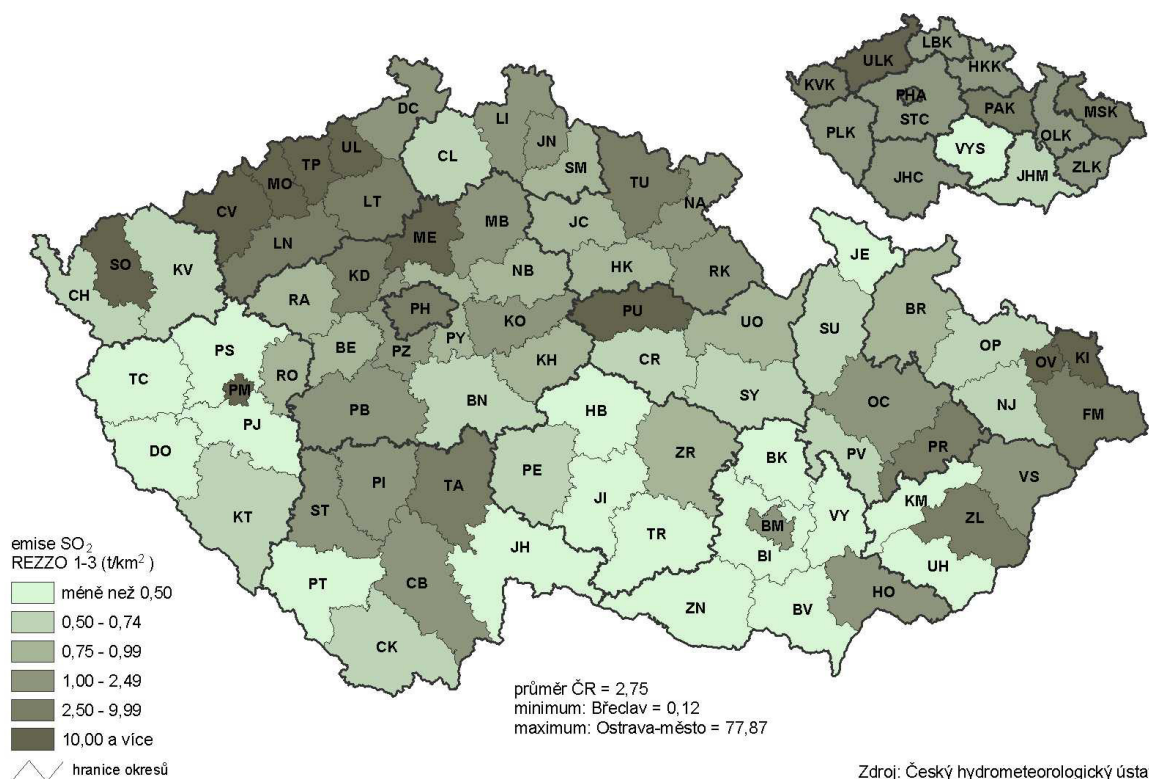 LBK
ULK
HKK
KVK
PHA
PAK
MSK
STC
PLK
OLK
VYS
ZLK
JHC
JHM
DC
LI
JN
UL
CL
TP
SM
MO
TU
LT
CV
MB
NA
ME
JC
LN
JE
SO
KV
KD
NB
HK
RK
CH
RA
PH
PU
BR
KO
UO
SU
PS
BE
PZ
PY
OP
OV
KI
TC
RO
KH
CR
PM
BN
SY
OC
NJ
FM
PB
HB
PJ
DO
PR
PE
ZR
BK
PV
VS
TA
PI
KT
ST
JI
KM
VY
ZL
BM
TR
JH
BI
UH
PT
CB
HO
ZN
BV
CK
emise SO₂
REZZO 1-3 (t/km²)
méně než 0,50
0,50 - 0,74
0,75 - 0,99
1,00 - 2,49
2,50 - 9,99
10,00 a více
hranice okresů
průměr ČR = 2,75
minimum: Břeclav = 0,12
maximum: Ostrava-město = 77,87
Zdroj: Český hydrometeorologický ústa